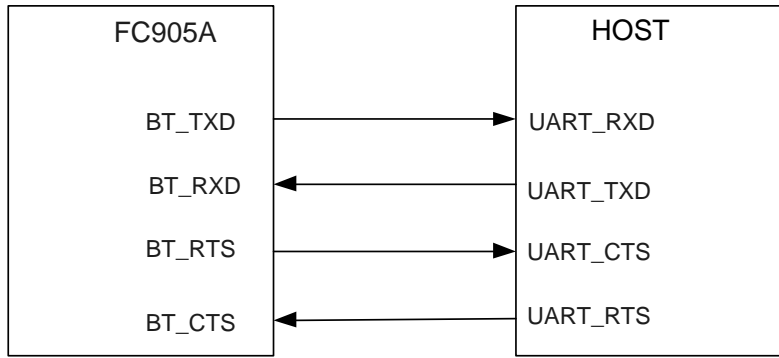 FC905A
HOST
BT_TXD
UART_RXD
BT_RXD
UART_TXD
BT_RTS
UART_CTS
BT_CTS
UART_RTS